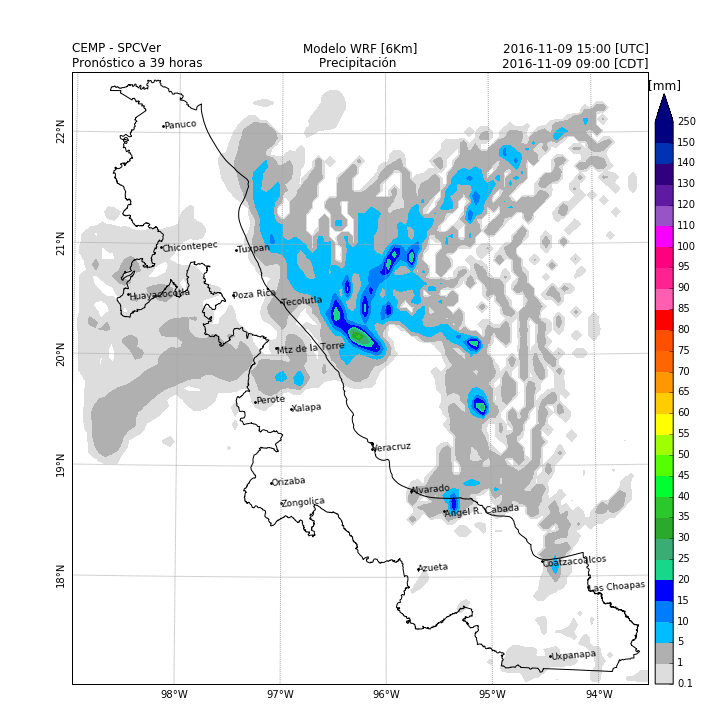 CEMP - SPCVer
Modelo WRF [6Km]
2016-11-09 15:00 [UTC]
Pronóstico a 39 horas
Precipitación
2016-11-09 09:00 [CDT]
[mm]
250
150
140
130
120
110
100
95
90
85
80
75
70
65
60
55
50
45
40
35
30
25
20
15
10
5
1
0.1
22°N
21°N
20°N
19°N
18°N
98°W
97°W
96°W
95°W
94°W
Panuco
Chicontepec
Tuxpan
Huayacocotla
Poza Rica
Tecolutla
Mtz de la Torre
Perote
Xalapa
Veracruz
Orizaba
Alvarado
Zongolica
Angel R. Cabada
Azueta
Coatzacoalcos
Las Choapas
Uxpanapa